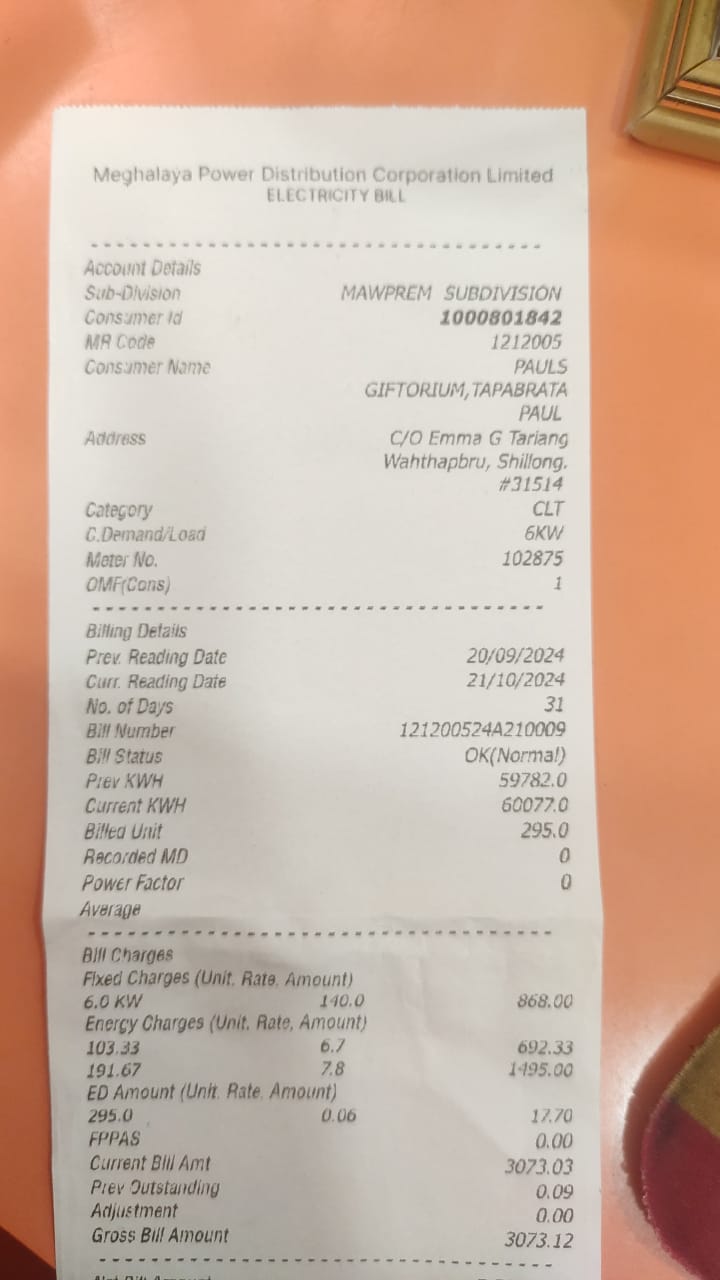 Meghalaya Power Distribution Corporation Limited
ELECTRICITY BILL
Account Details
Sub-Division MAWPREM SUBDIVISION
Consumer Id 1000801842
MR Code 1212005
Consumer Name PAULS
GIFTORIUM,TAPABRATA
PAUL
Address C/O Emma G Tariang
Wahthapbru, Shillong.
#31514
Category CLT
C.Demand/Load 6KW
Meter No. 102875
OMF(Cons) 1
Billing Details
Prev. Reading Date 20/09/2024
Curr. Reading Date 21/10/2024
No. of Days 31
Bill Number 121200524A210009
Bill Status OK(Normal)
Prev KWH 59782.0
Current KWH 60077.0
Billed Unit 295.0
Recorded MD 0
Power Factor 0
Average
Bill Charges
Fixed Charges (Unit, Rate, Amount)
6.0 KW 140.0 868.00
Energy Charges (Unit, Rate, Amount)
103.33 6.7 692.33
191.67 7.8 1495.00
ED Amount (Unit, Rate, Amount)
295.0 0.06 17.70
FPPAS 0.00
Current Bill Amt 3073.03
Prev Outstanding 0.09
Adjustment 0.00
Gross Bill Amount 3073.12